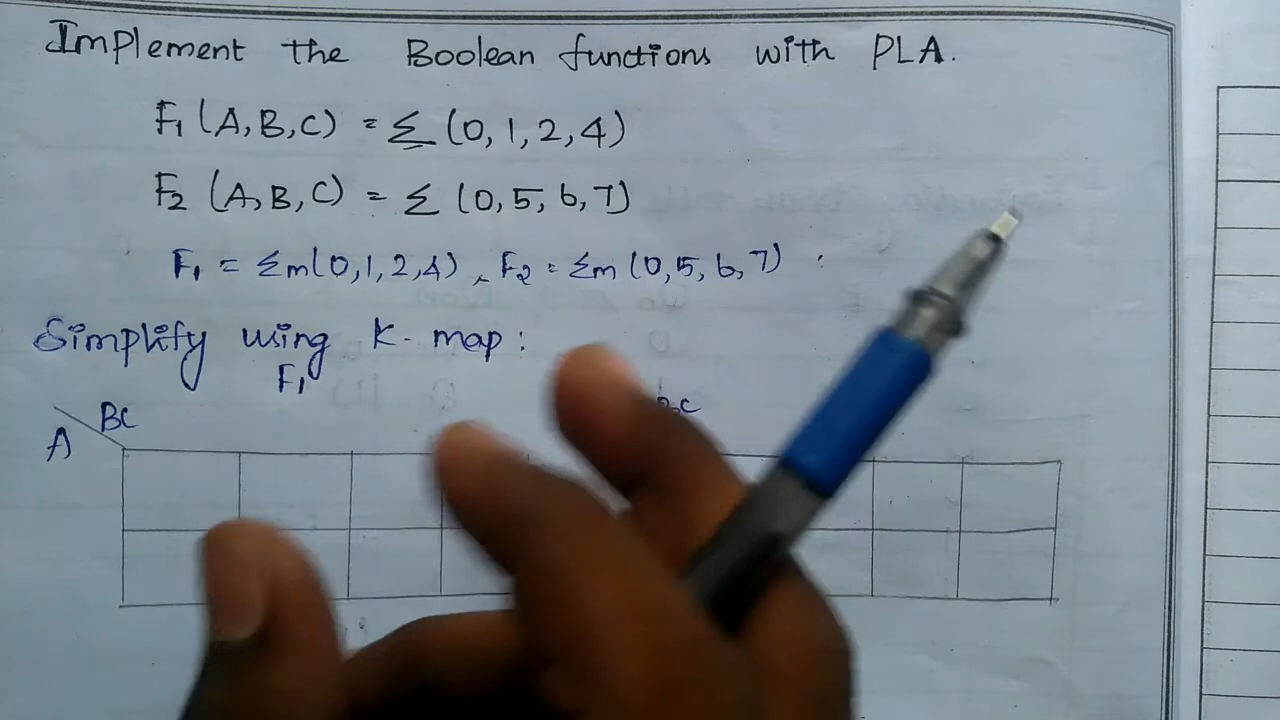 Implement the Boolean functions with PLA.
F₁ (A,B,C) = Σ (0,1,2,4)
F₂ (A,B,C) = Σ (0,5,6,7)
F₁ = Σm(0,1,2,4), F₂ = Σm (0,5,6,7)
Simplify using K-map:
F₁
BC
A